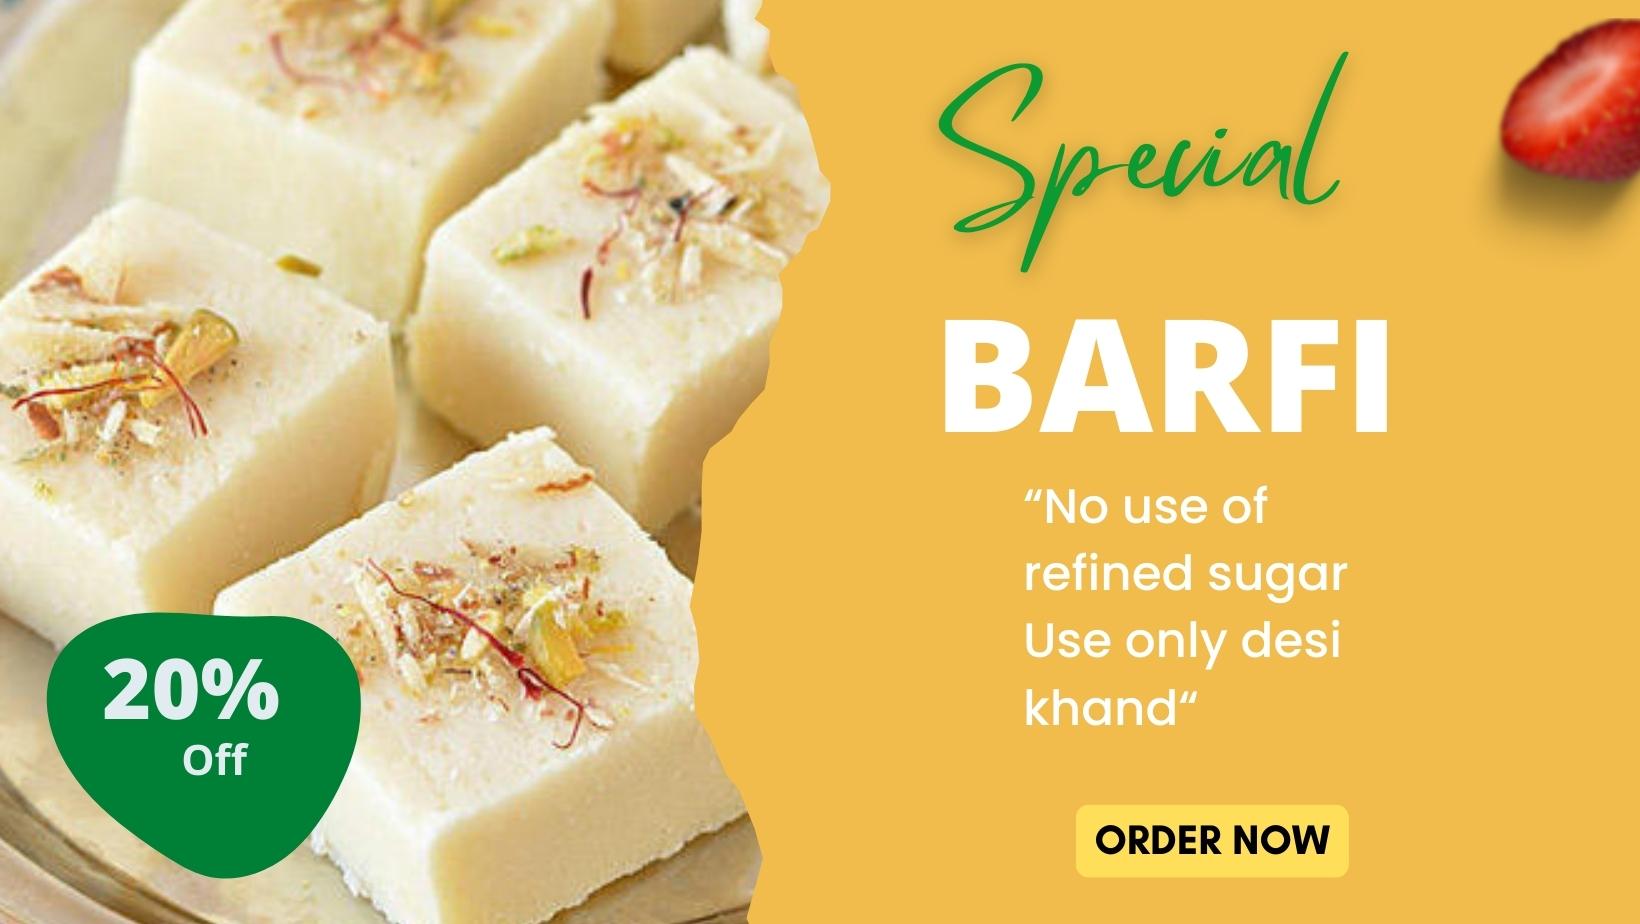 Special
BARFI
“No use of
refined sugar
Use only desi
khand“
ORDER NOW
20%
Off